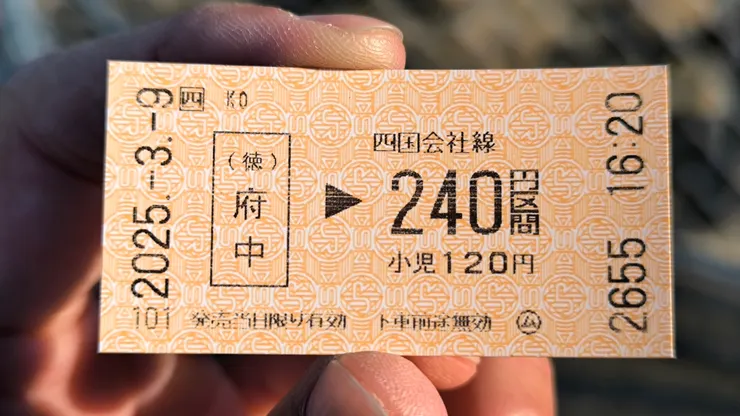 2025.-3.-9
四 K0
(徳)
府中
▶
四国会社線
240円区間
小児120円
16:20
2655
101 発売当日限り有効 下車前途無効 ム